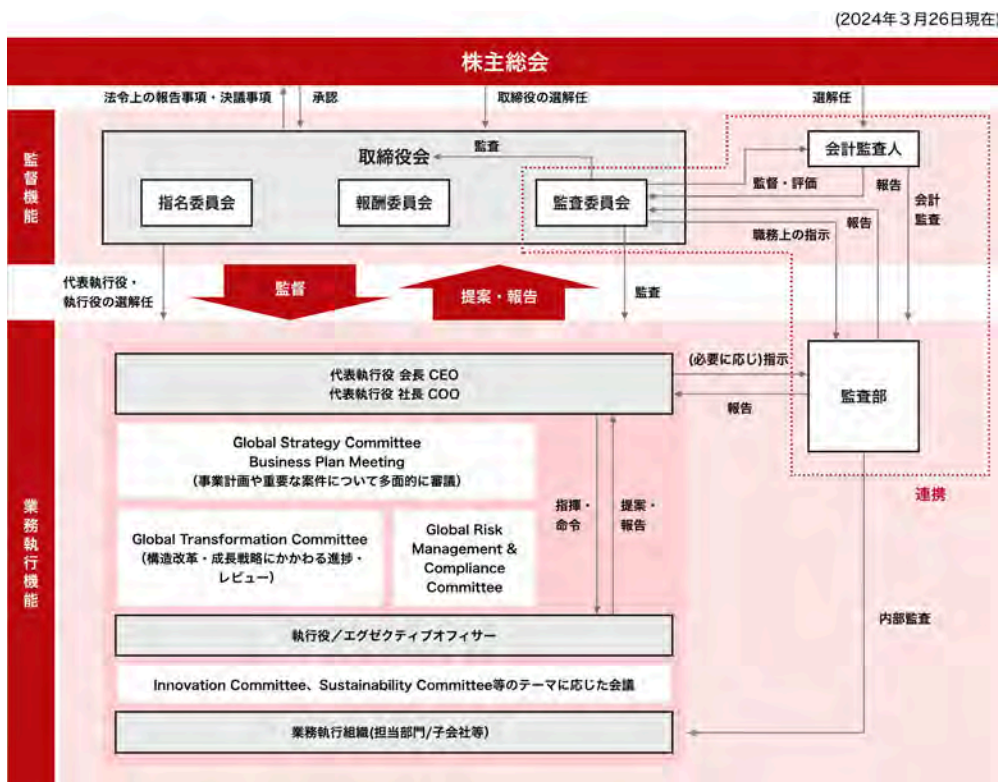 (2024年3月26日現在)
株主総会
法令上の報告事項・決議事項
承認
取締役の選解任
選解任
監督機能
取締役会
監査
会計監査人
指名委員会
報酬委員会
監査委員会
監督・評価
報告
会計
監査
職務上の指示
報告
代表執行役・
執行役の選解任
監督
提案・報告
監査
業務執行機能
代表執行役 会長 CEO
代表執行役 社長 COO
(必要に応じ)指示
報告
監査部
Global Strategy Committee
Business Plan Meeting
(事業計画や重要な案件について多面的に審議)
連携
指揮・
命令
提案・
報告
Global Transformation Committee
(構造改革・成長戦略にかかわる進捗・
レビュー)
Global Risk
Management &
Compliance
Committee
内部監査
執行役/エグゼクティブオフィサー
Innovation Committee、Sustainability Committee等のテーマに応じた会議
業務執行組織(担当部門/子会社等)